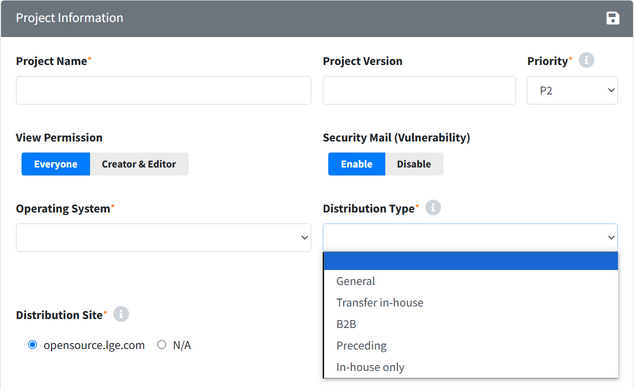 Project Information
Project Name*
Project Version
Priority* i
P2
View Permission
Security Mail (Vulnerability)
Everyone Creator & Editor
Enable Disable
Operating System*
Distribution Type* i
General
Transfer in-house
B2B
Preceding
In-house only
Distribution Site* i
opensource.lge.com N/A